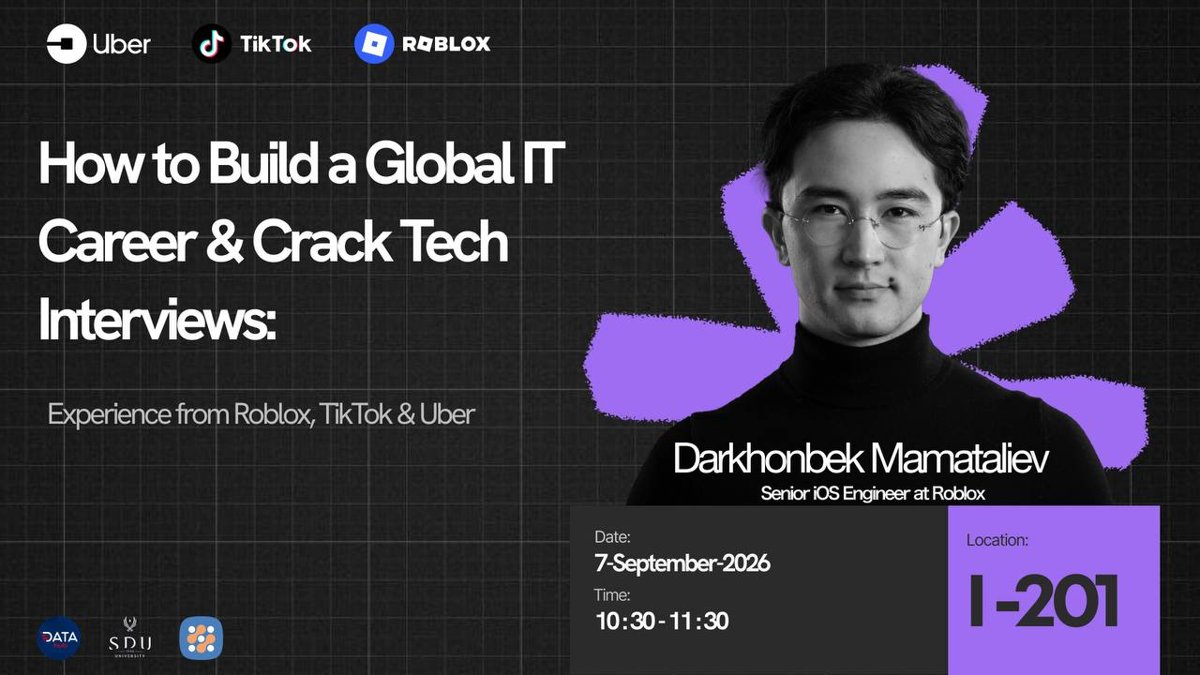 Uber
TikTok
ROBLOX
How to Build a Global IT
Career & Crack Tech
Interviews:
Experience from Roblox, TikTok & Uber
Darkhonbek Mamataliev
Senior iOS Engineer at Roblox
Date:
7-September-2026
Time:
10:30 - 11:30
Location:
I -201
DATA
SDU
UNIVERSITY